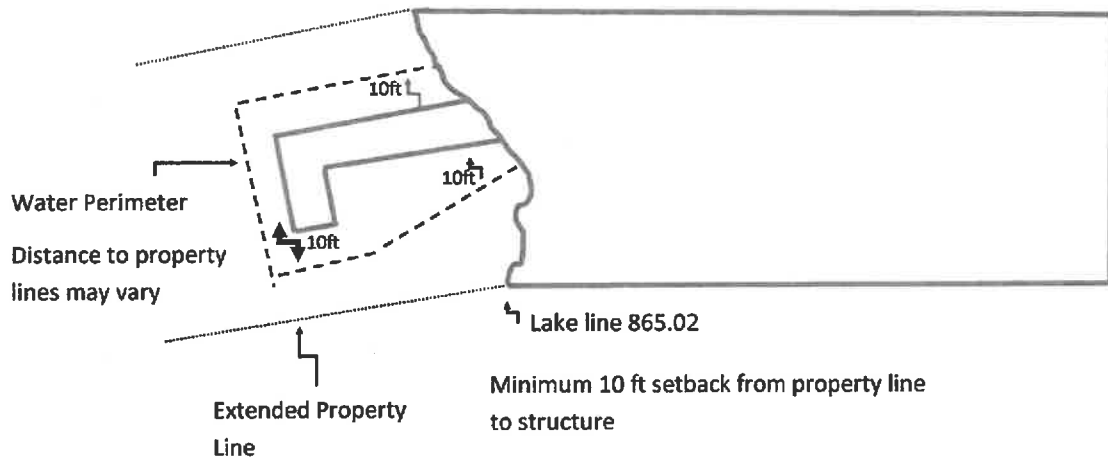 10ft
10ft
Water Perimeter
10ft
Distance to property
lines may vary
Lake line 865.02
Minimum 10 ft setback from property line
to structure
Extended Property
Line